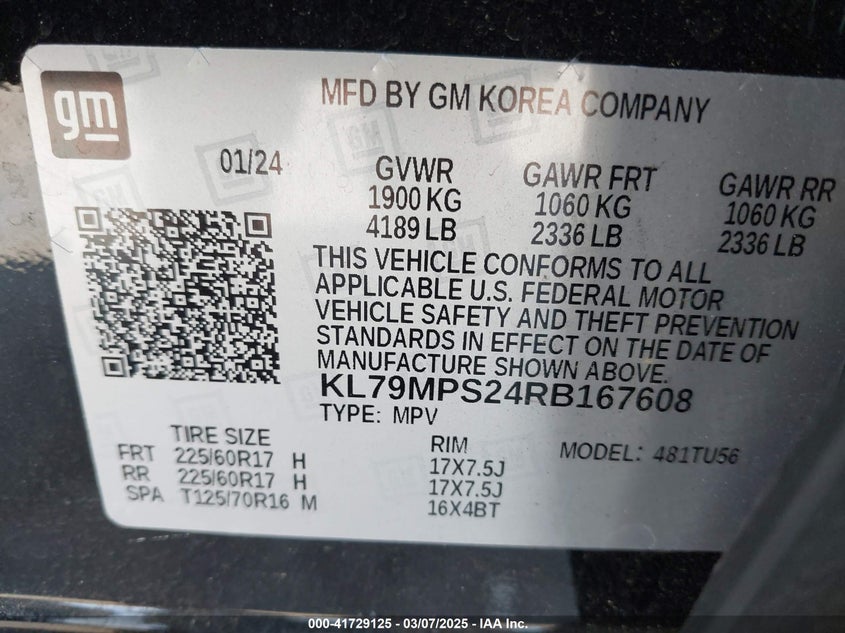 gm
MFD BY GM KOREA COMPANY
01/24
GVWR
1900 KG
4189 LB
GAWR FRT
1060 KG
2336 LB
GAWR RR
1060 KG
2336 LB
THIS VEHICLE CONFORMS TO ALL
APPLICABLE U.S. FEDERAL MOTOR
VEHICLE SAFETY AND THEFT PREVENTION
STANDARDS IN EFFECT ON THE DATE OF
MANUFACTURE SHOWN ABOVE.
KL79MPS24RB167608
TYPE: MPV
MODEL: 481TU56
TIRE SIZE
RIM
FRT 225/60R17 H 17X7.5J
RR 225/60R17 H 17X7.5J
SPA T125/70R16 M 16X4BT
000-41729125 - 03/07/2025 - IAA Inc.